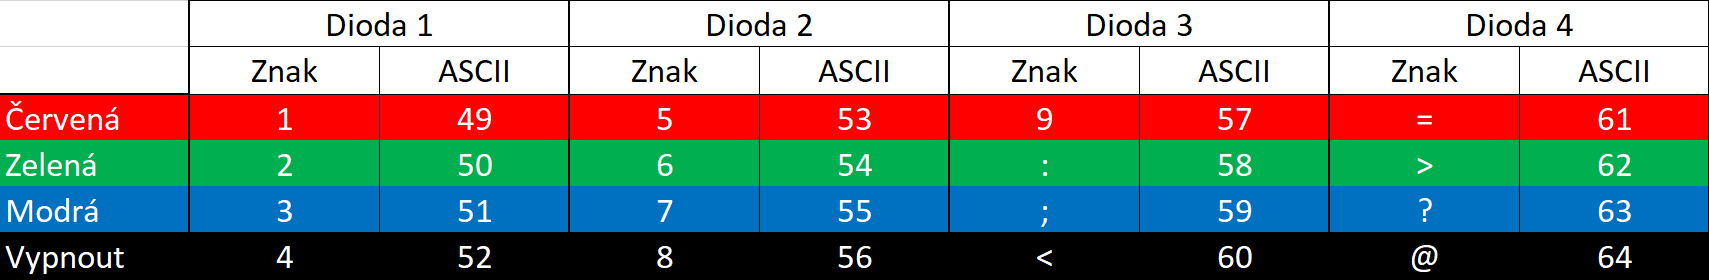 Dioda 1 Dioda 2 Dioda 3 Dioda 4
Znak ASCII Znak ASCII Znak ASCII Znak ASCII
Červená 1 49 5 53 9 57 = 61
Zelená 2 50 6 54 : 58 > 62
Modrá 3 51 7 55 ; 59 ? 63
Vypnout 4 52 8 56 < 60 @ 64